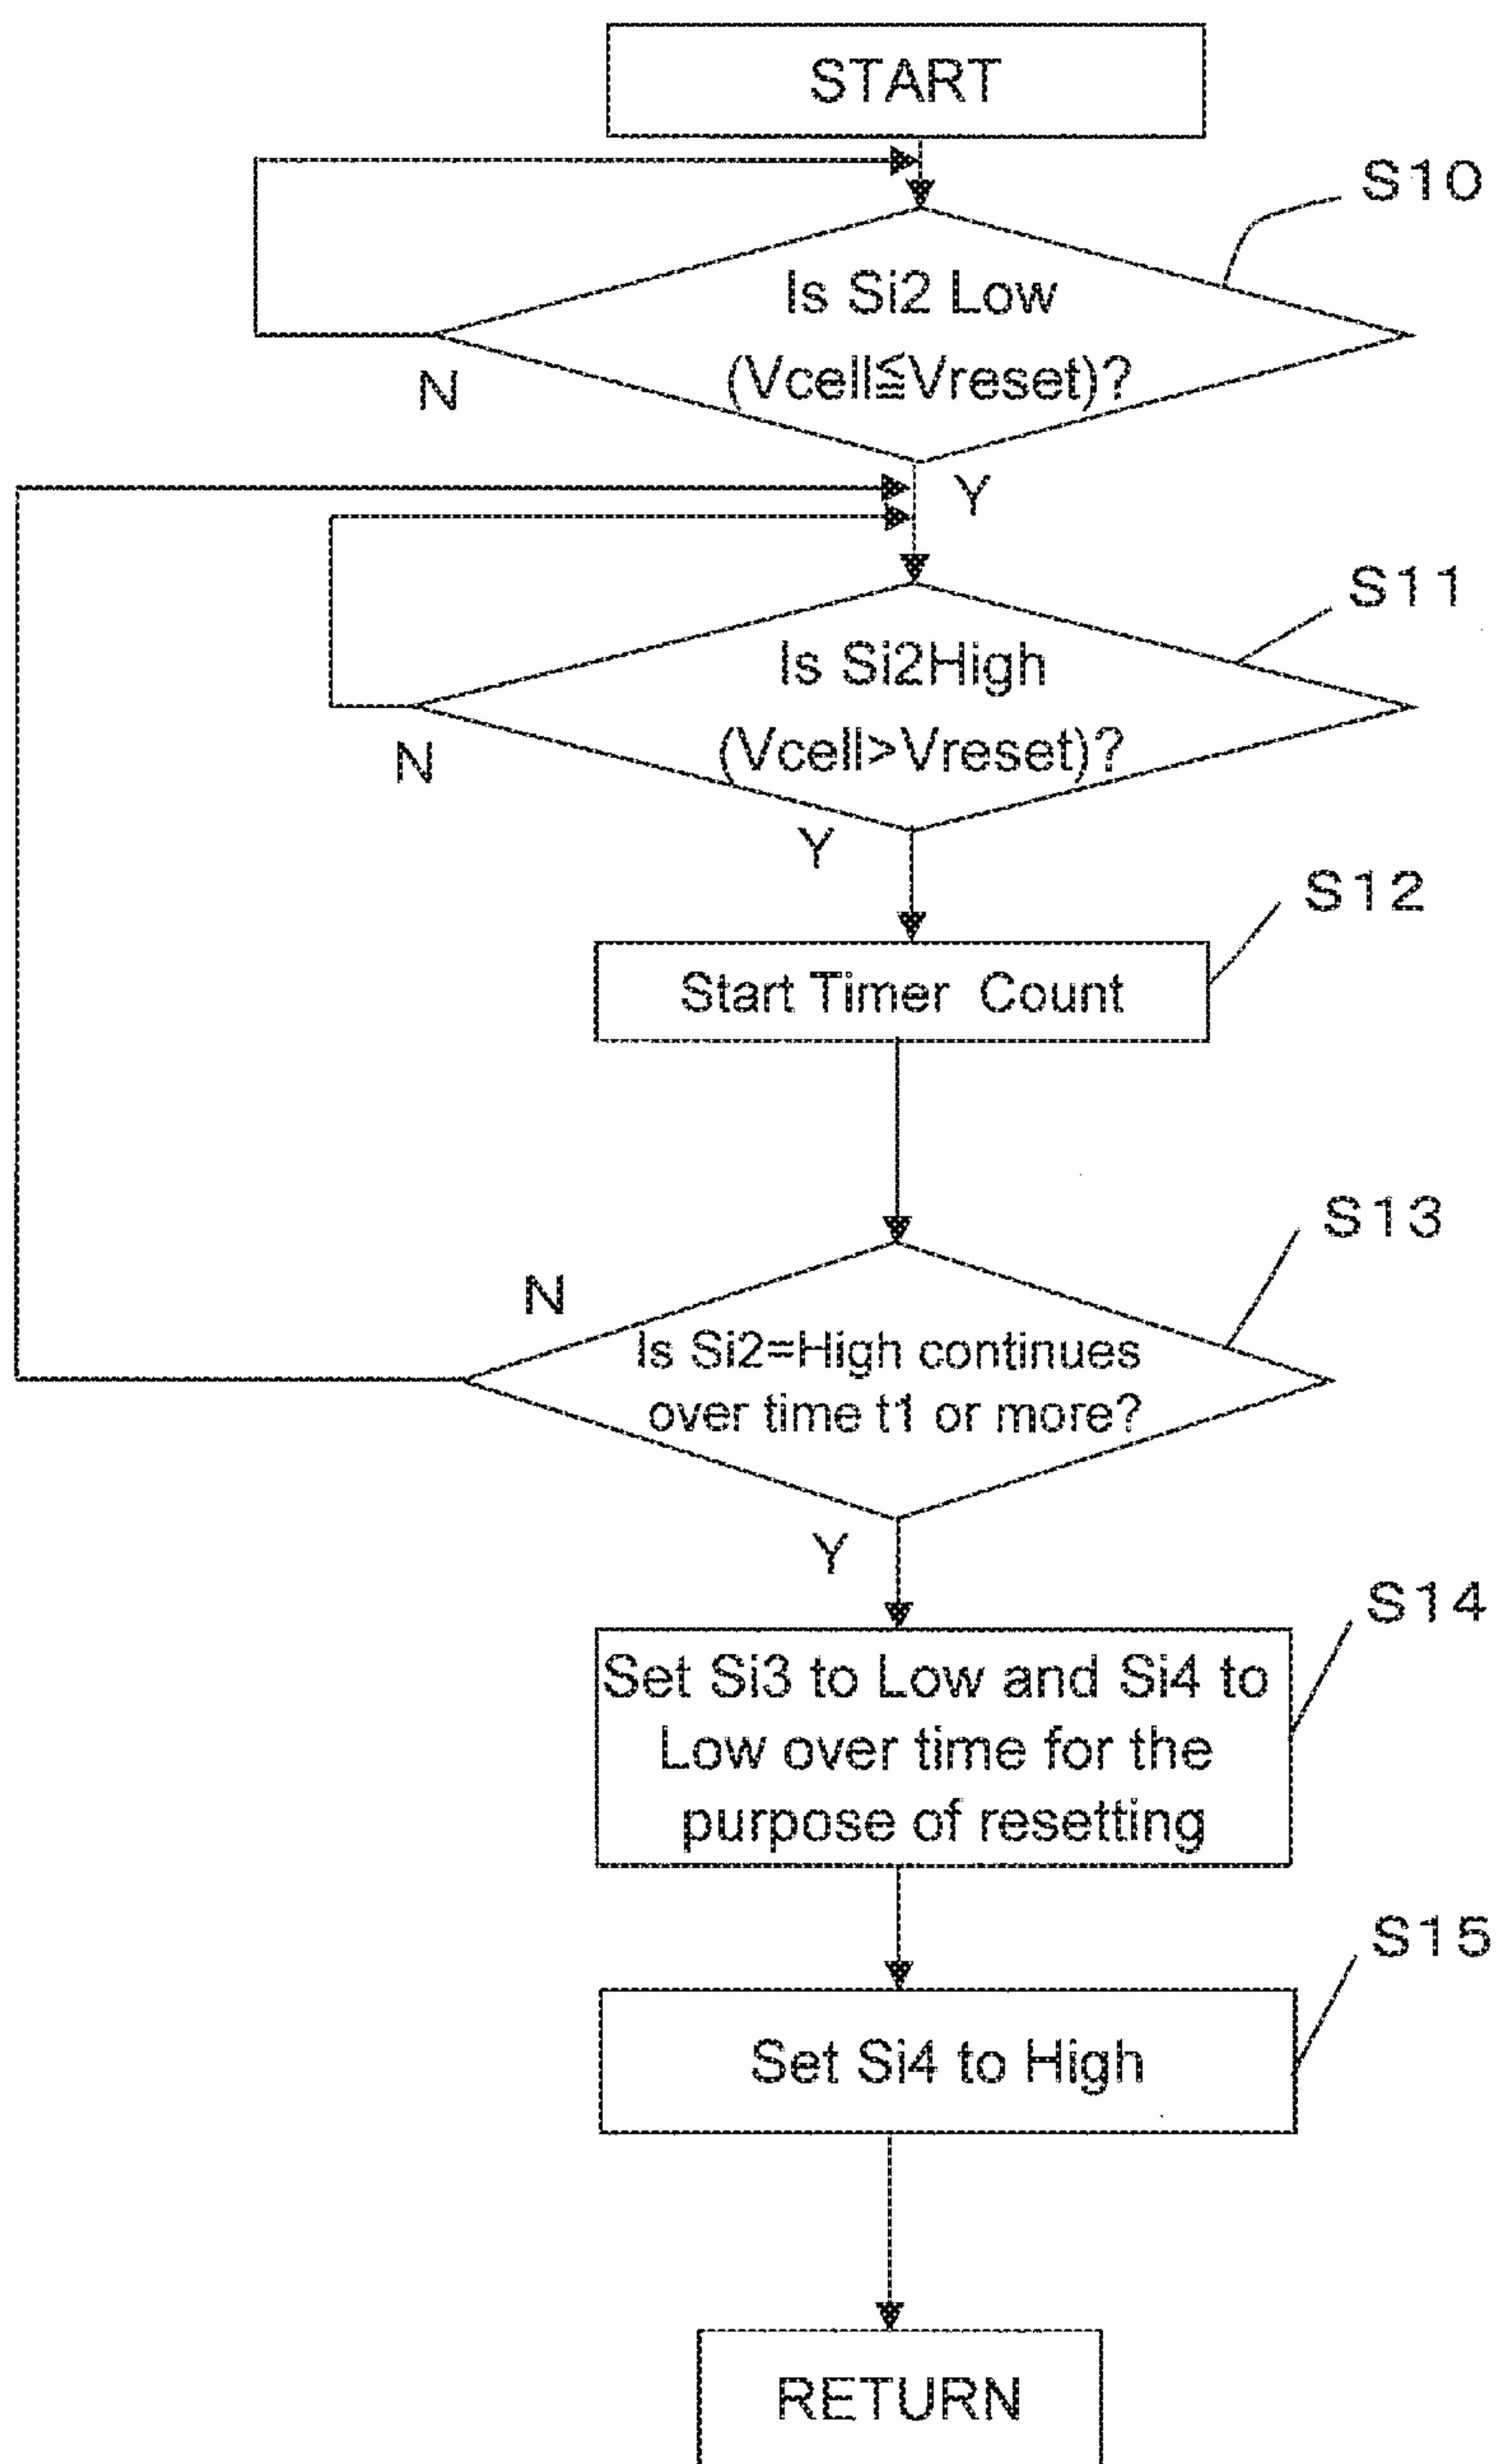 START
S10
Is Si2 Low
(Vcell≦Vreset)?
N
Y
S11
Is Si2High
(Vcell>Vreset)?
N
Y
S12
Start Timer Count
S13
N
Is Si2=High continues
over time t1 or more?
Y
S14
Set Si3 to Low and Si4 to
Low over time for the
purpose of resetting
S15
Set Si4 to High
RETURN